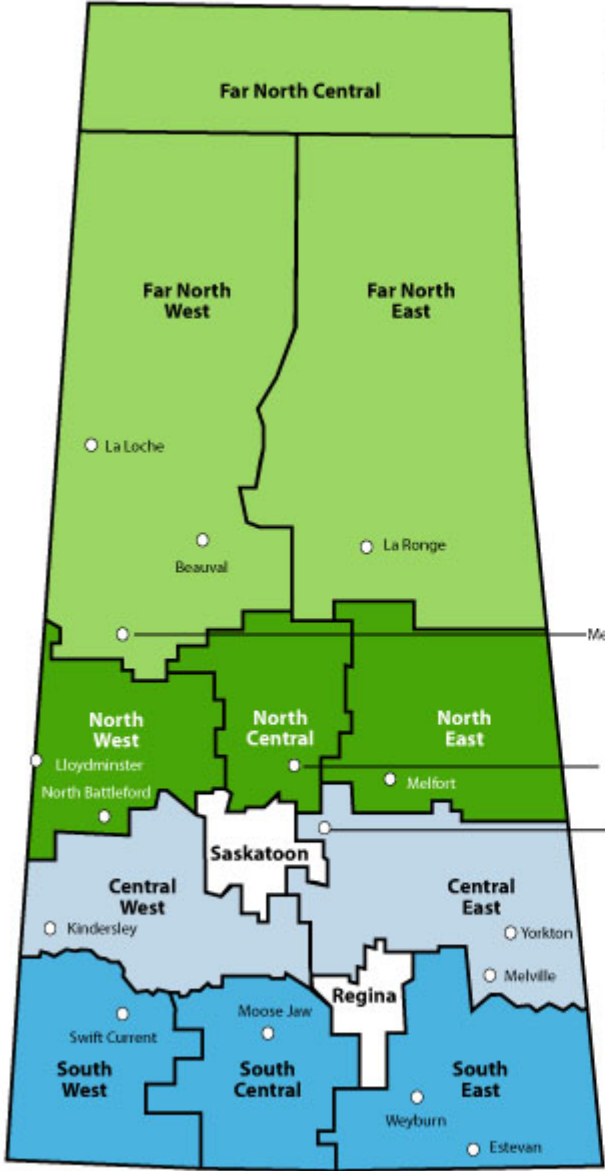 Far North Central
Far North
West
Far North
East
La Loche
Beauval
La Ronge
North
West
North
Central
North
East
Lloydminster
North Battleford
Melfort
Saskatoon
Central
West
Central
East
Kindersley
Yorkton
Melville
Regina
Moose Jaw
Swift Current
South
West
South
Central
South
East
Weyburn
Estevan